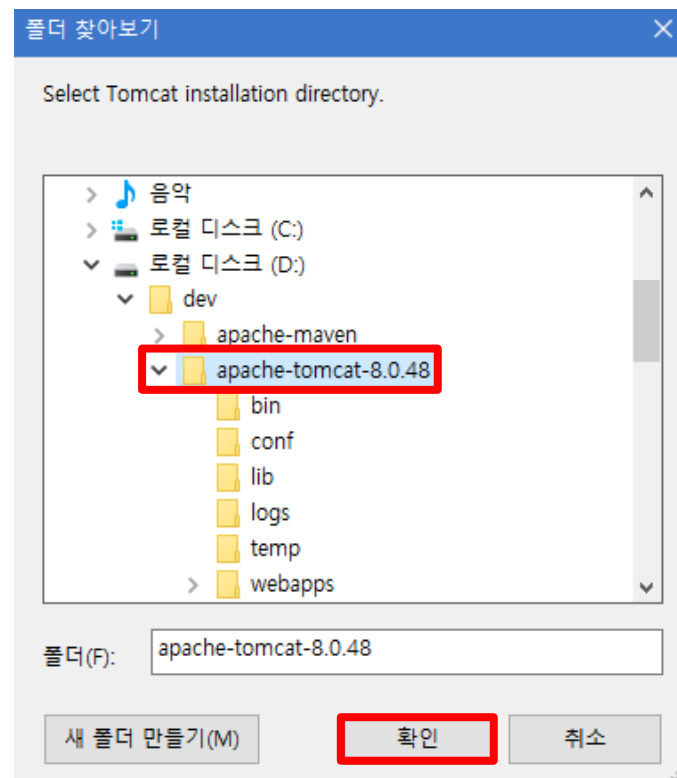 폴더 찾아보기
Select Tomcat installation directory.
음악
로컬 디스크 (C:)
로컬 디스크 (D:)
dev
apache-maven
apache-tomcat-8.0.48
bin
conf
lib
logs
temp
webapps
폴더(F): apache-tomcat-8.0.48
새 폴더 만들기(M) 확인 취소